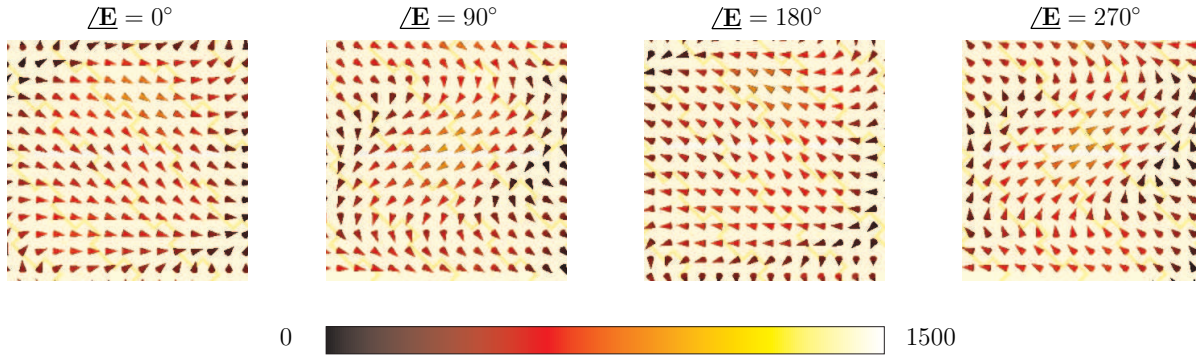 /E = 0° /E = 90° /E = 180° /E = 270°
0 1500